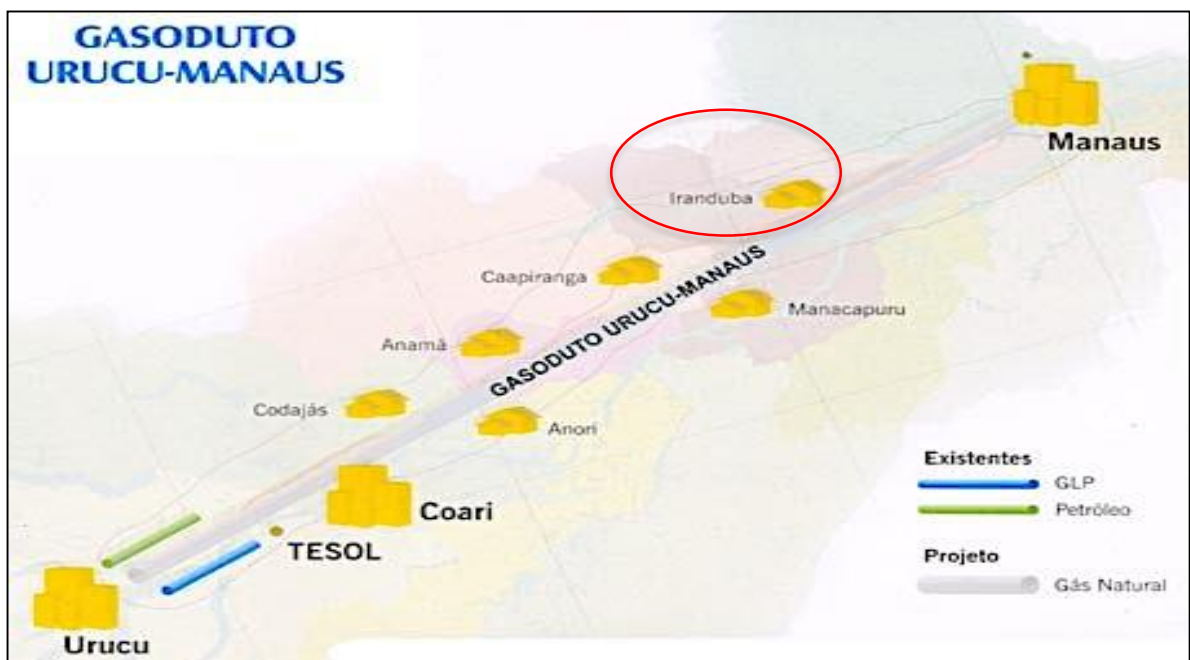 GASODUTO
URUCU-MANAUS
Manaus
Iranduba
Caapiranga
GASODUTO URUCU-MANAUS
Manacapuru
Anamã
Codajás
Anori
Coari
TESOL
Urucu
Existentes
GLP
Petróleo
Projeto
Gás Natural